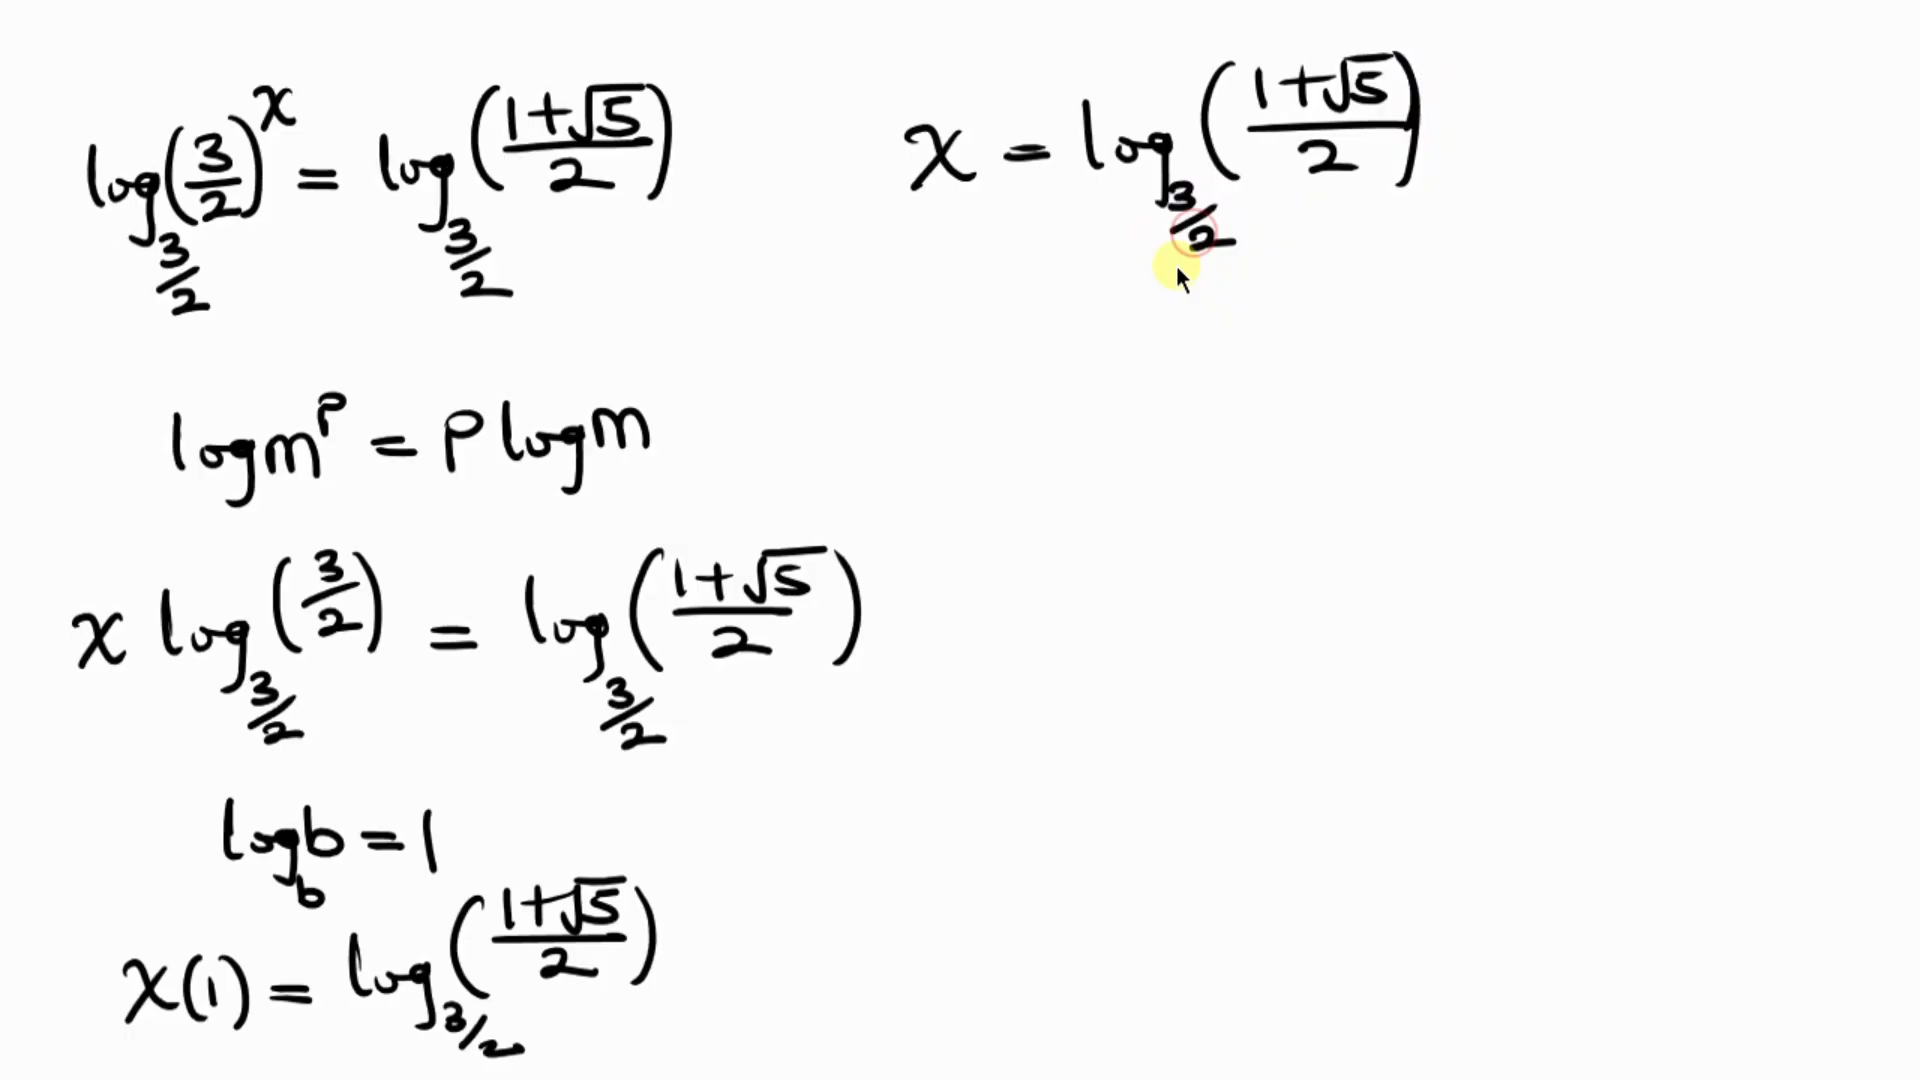 log_{3/2}(3/2)^x = log_{3/2}((1+√5)/2)
log m^p = p log m
x log_{3/2}(3/2) = log_{3/2}((1+√5)/2)
log_b b = 1
x(1) = log_{3/2}((1+√5)/2)
x = log_{3/2}((1+√5)/2)